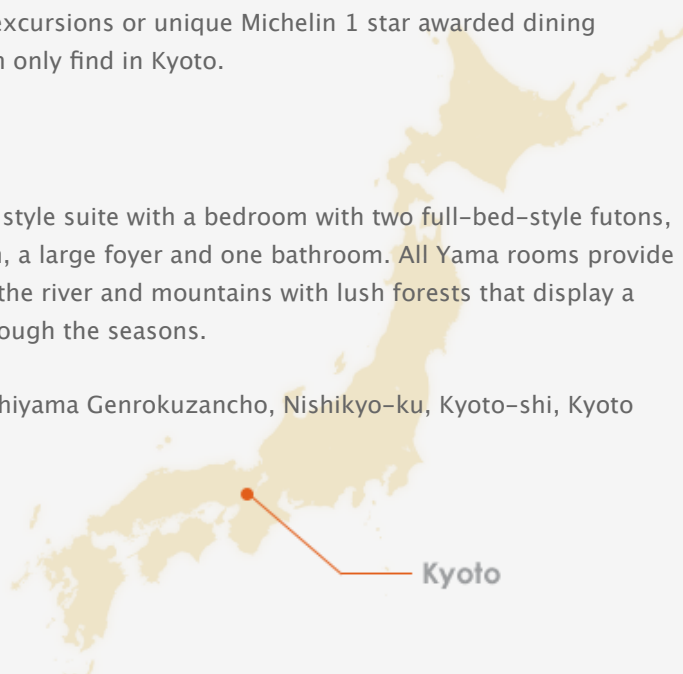 excursions or unique Michelin 1 star awarded dining
only find in Kyoto.
style suite with a bedroom with two full-bed-style futons,
, a large foyer and one bathroom. All Yama rooms provide
the river and mountains with lush forests that display a
ough the seasons.
hiyama Genrokuzancho, Nishikyo-ku, Kyoto-shi, Kyoto
Kyoto